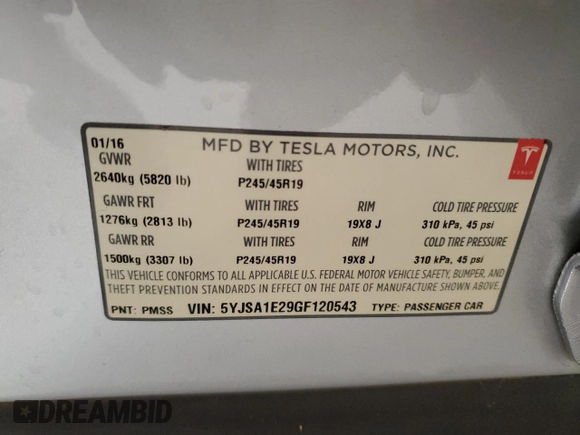 01/16 MFD BY TESLA MOTORS, INC.
GVWR WITH TIRES
2640kg (5820 lb) P245/45R19
TESLA
GAWR FRT WITH TIRES RIM COLD TIRE PRESSURE
1276kg (2813 lb) P245/45R19 19X8 J 310 kPa, 45 psi
GAWR RR WITH TIRES RIM COLD TIRE PRESSURE
1500kg (3307 lb) P245/45R19 19X8 J 310 kPa, 45 psi
THIS VEHICLE CONFORMS TO ALL APPLICABLE U.S. FEDERAL MOTOR VEHICLE SAFETY, BUMPER, AND
THEFT PREVENTION STANDARDS IN EFFECT ON THE DATE OF MANUFACTURE SHOWN ABOVE.
PNT: PMSS VIN: 5YJSA1E29GF120543 TYPE: PASSENGER CAR
DREAMBID